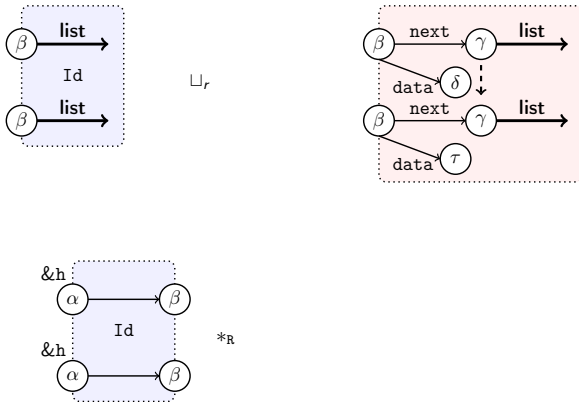 β list
Id
β list
⊔r
β next γ list
data δ
β next γ list
data τ
&h
α β
Id
&h
α β
*R